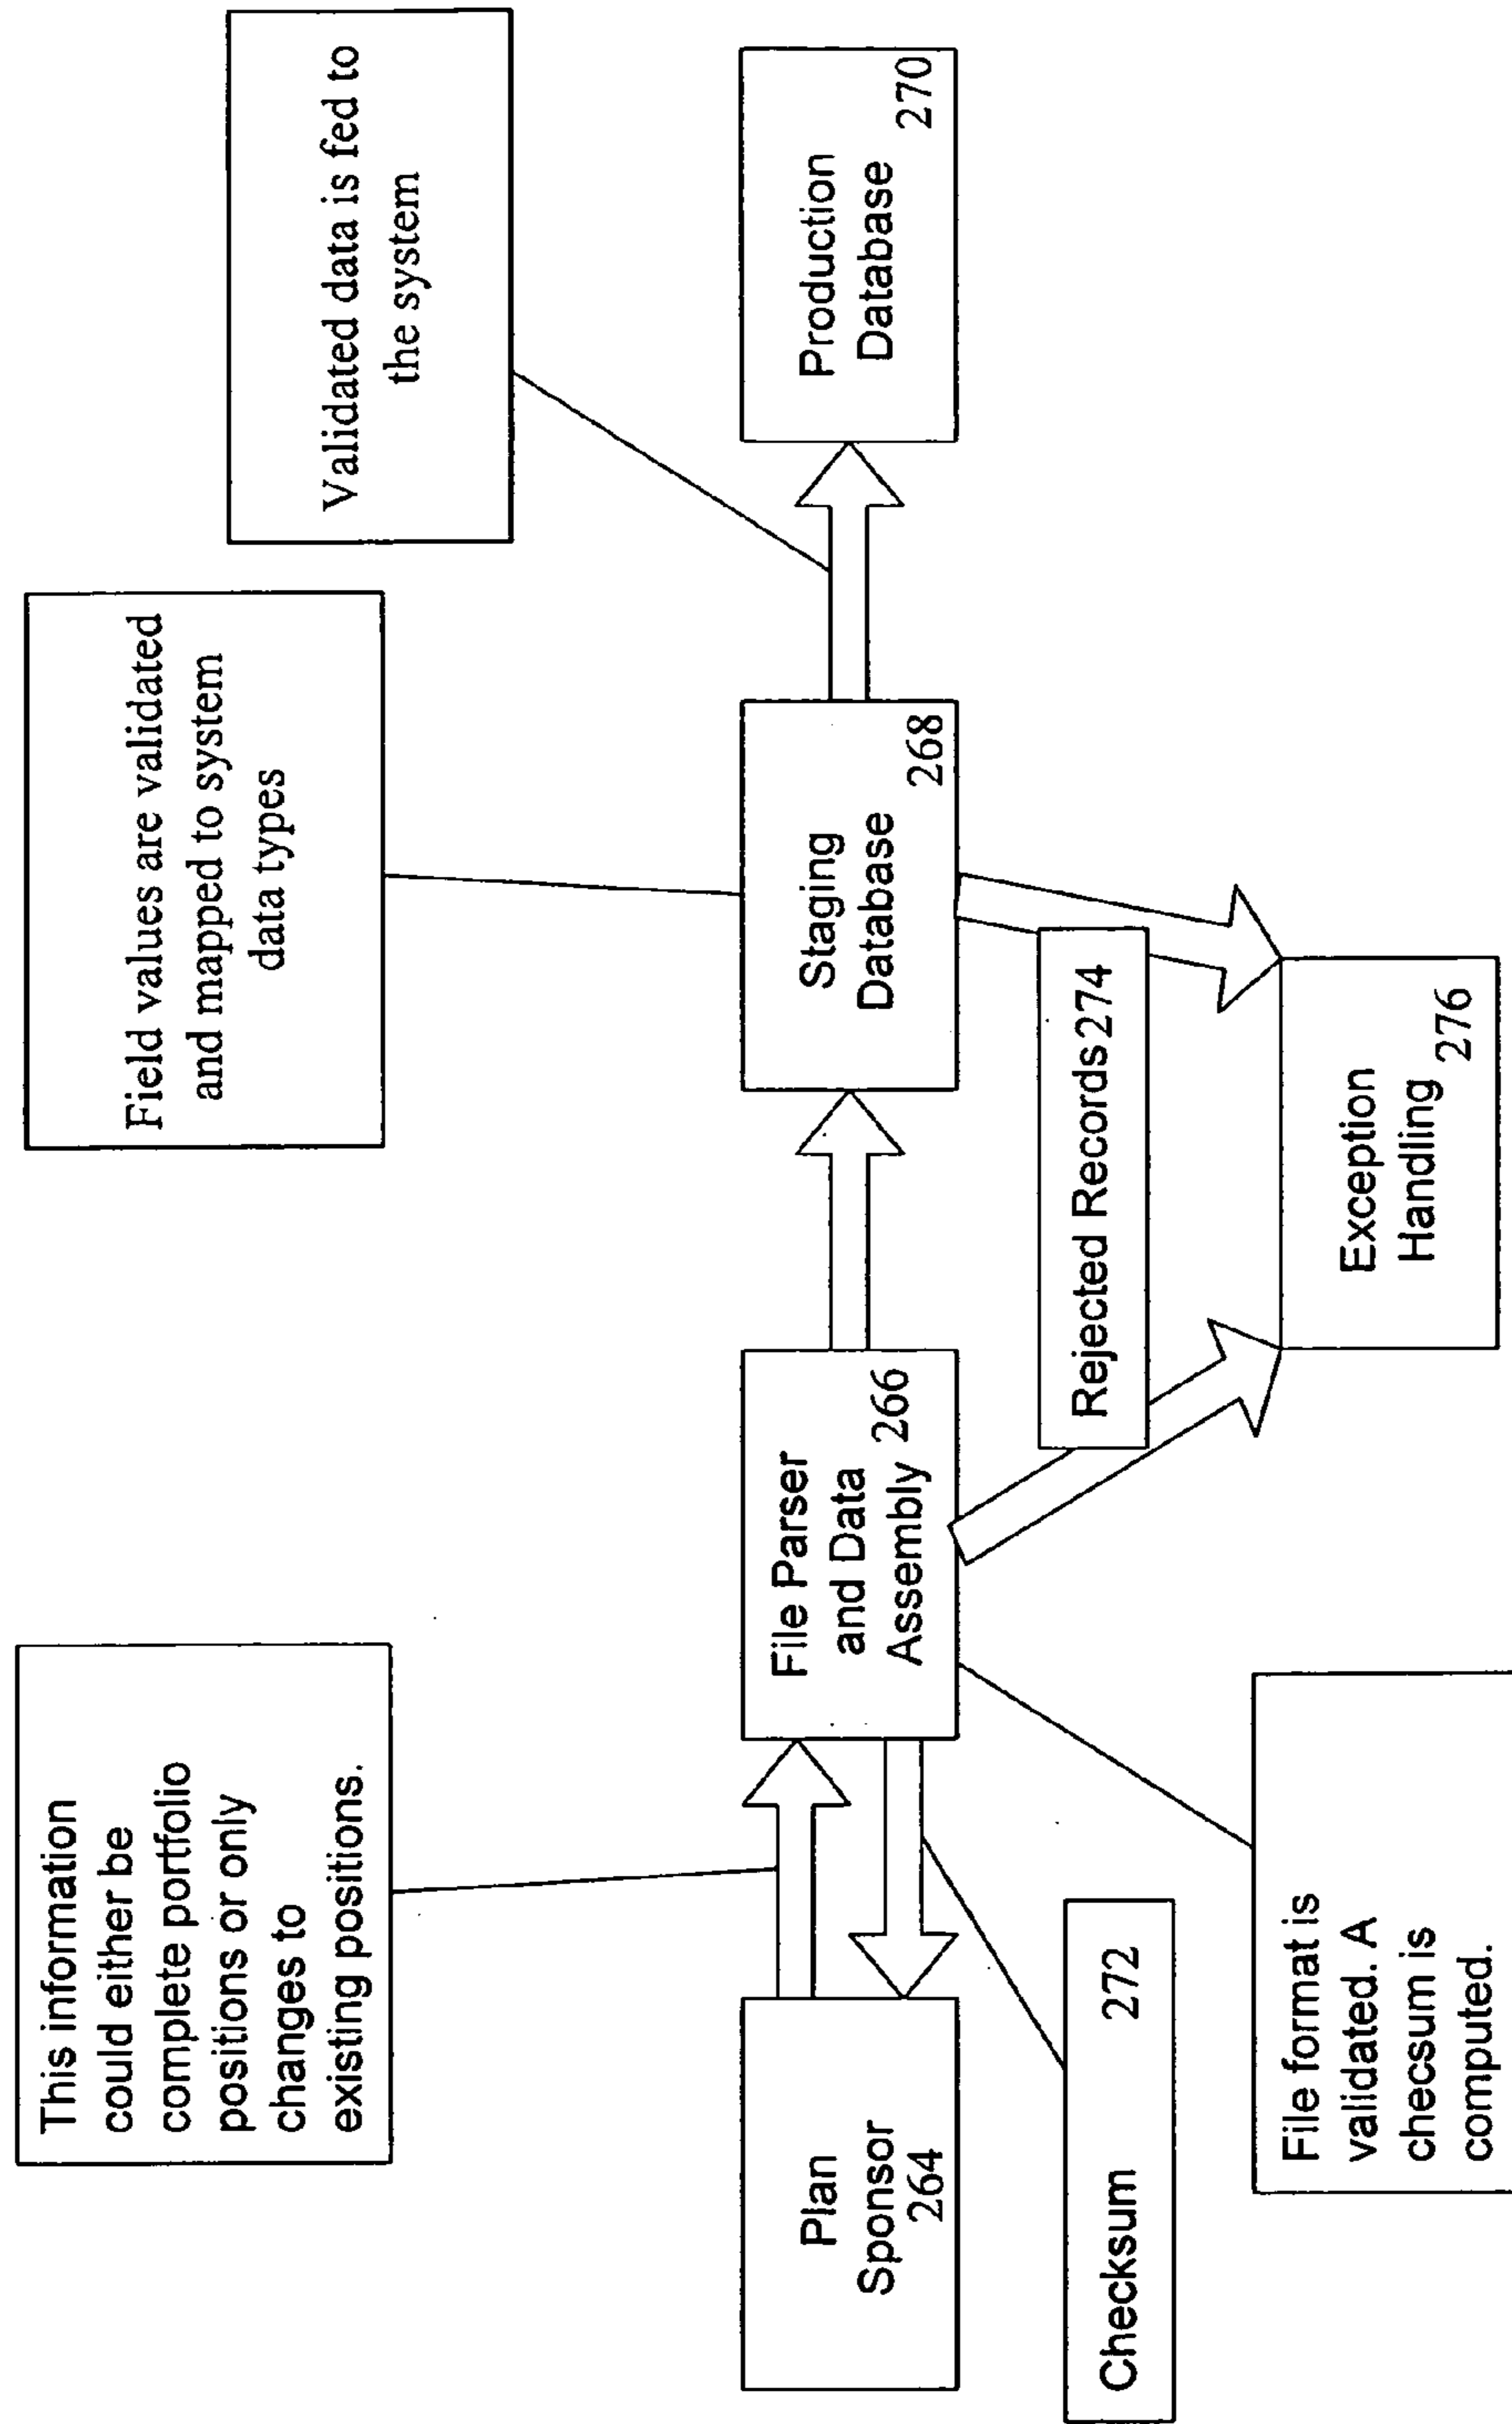 This information
could either be
complete portfolio
positions or only
changes to
existing positions.
Field values are validated
and mapped to system
data types
Validated data is fed to
the system
Plan
Sponsor
264
File Parser
and Data
Assembly 266
Staging
Database
268
Production
Database
270
Checksum 272
Rejected Records 274
File format is
validated. A
checsum is
computed.
Exception
Handling 276